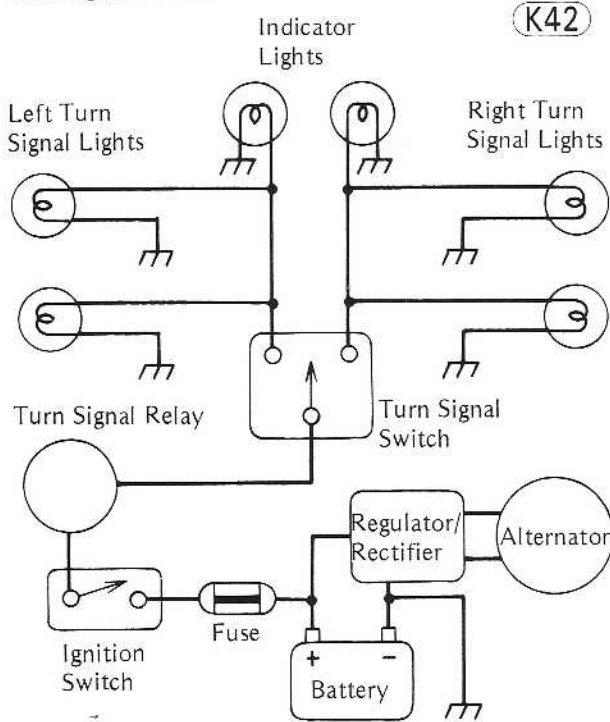 K42
Indicator
Lights
Left Turn
Signal Lights
Right Turn
Signal Lights
Turn Signal Relay
Turn Signal
Switch
Regulator/
Rectifier
Alternator
Fuse
Ignition
Switch
+ −
Battery